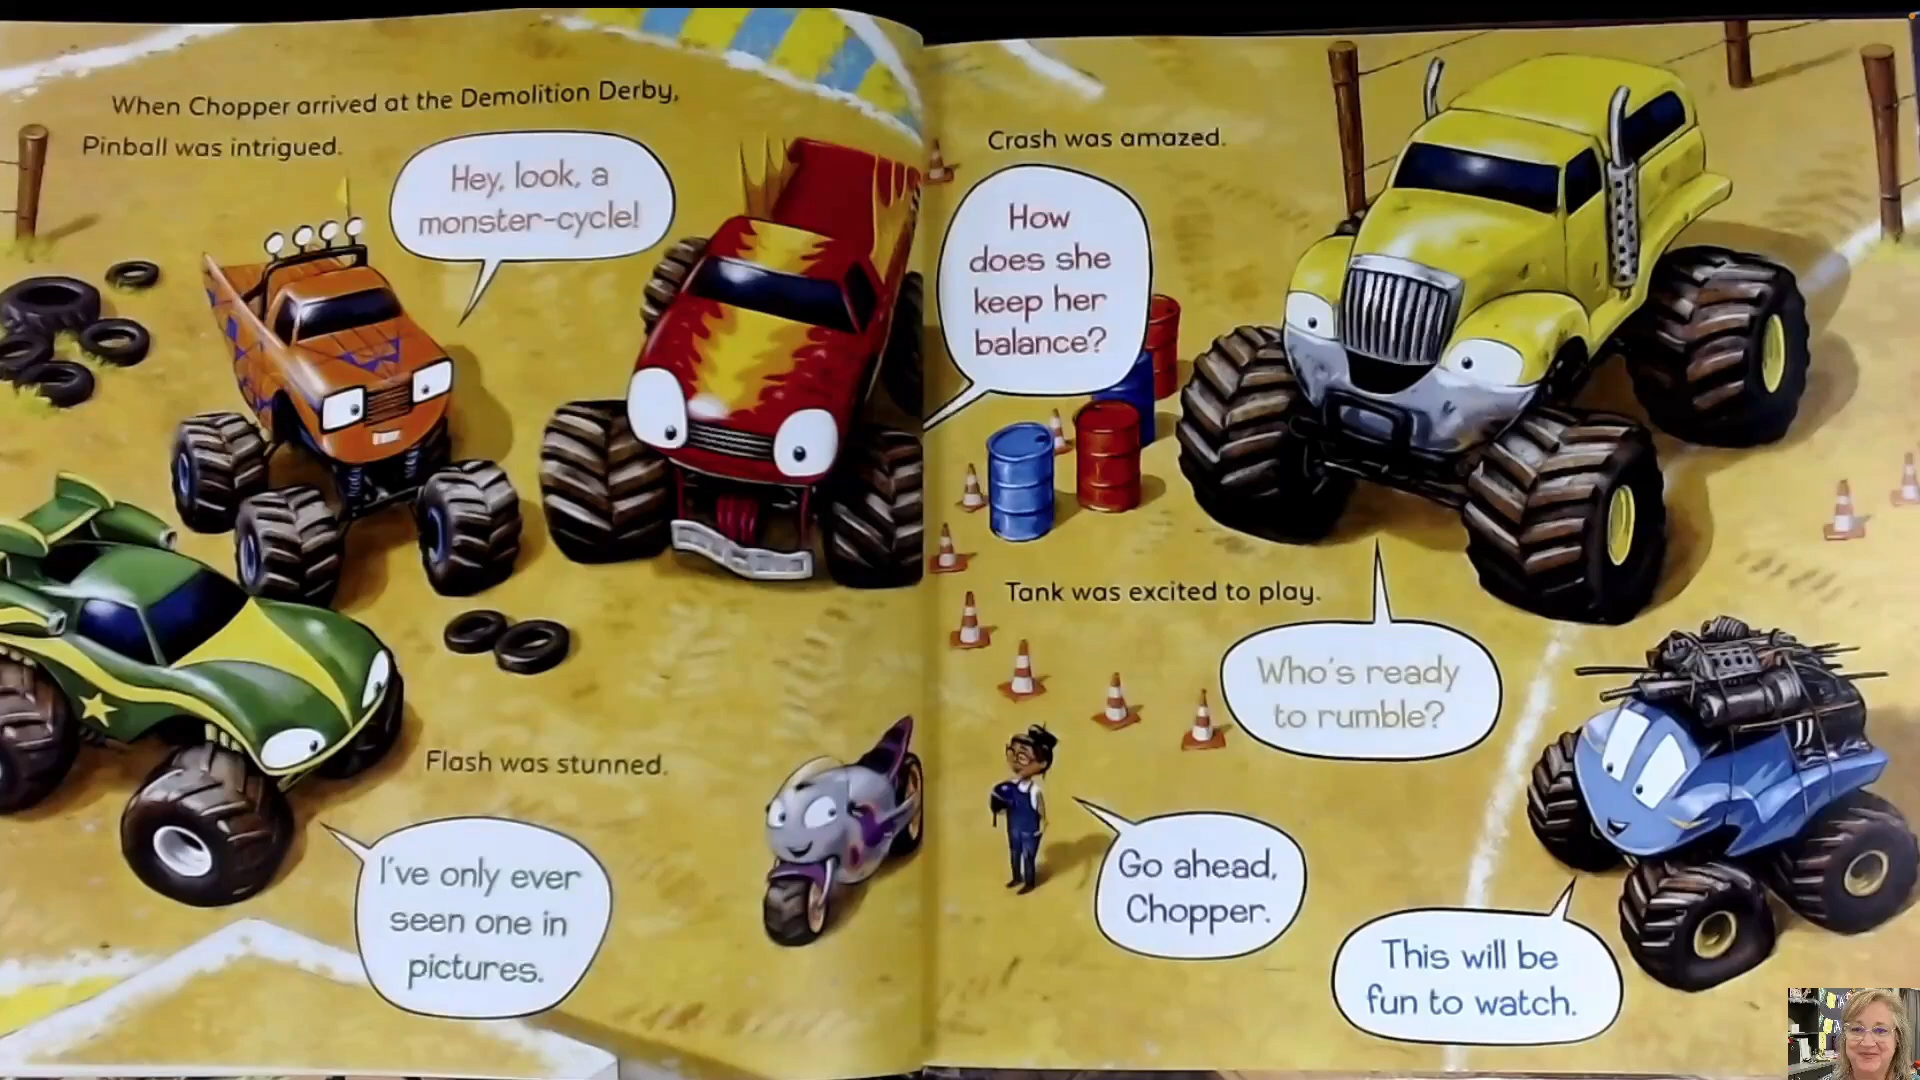 When Chopper arrived at the Demolition Derby,
Pinball was intrigued.
Hey, look, a
monster-cycle!
Flash was stunned.
I've only ever
seen one in
pictures.
Crash was amazed.
How
does she
keep her
balance?
Tank was excited to play.
Who's ready
to rumble?
Go ahead,
Chopper.
This will be
fun to watch.